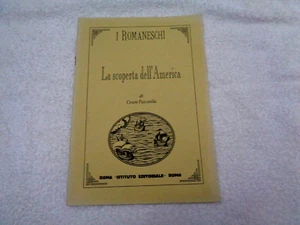 I ROMANESCHI
La scoperta dell'America
di
Cesare Pascarella
ROMA - ISTITUTO EDITORIALE - ROMA